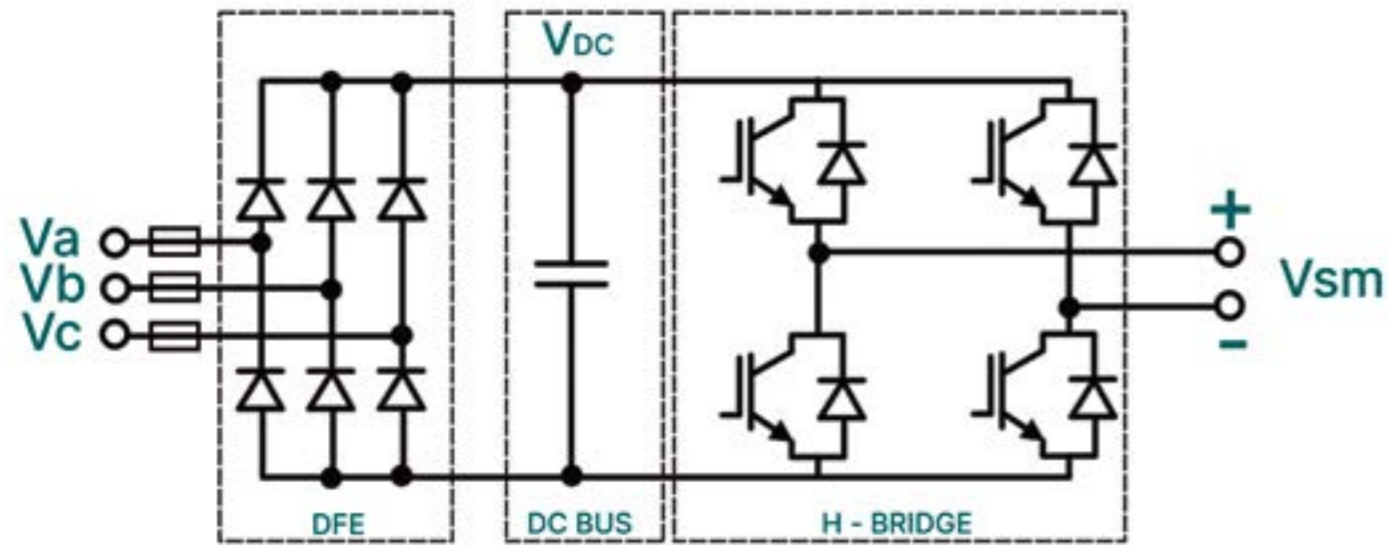 VDC
Va
Vb
Vc
+
Vsm
-
DFE
DC BUS
H - BRIDGE